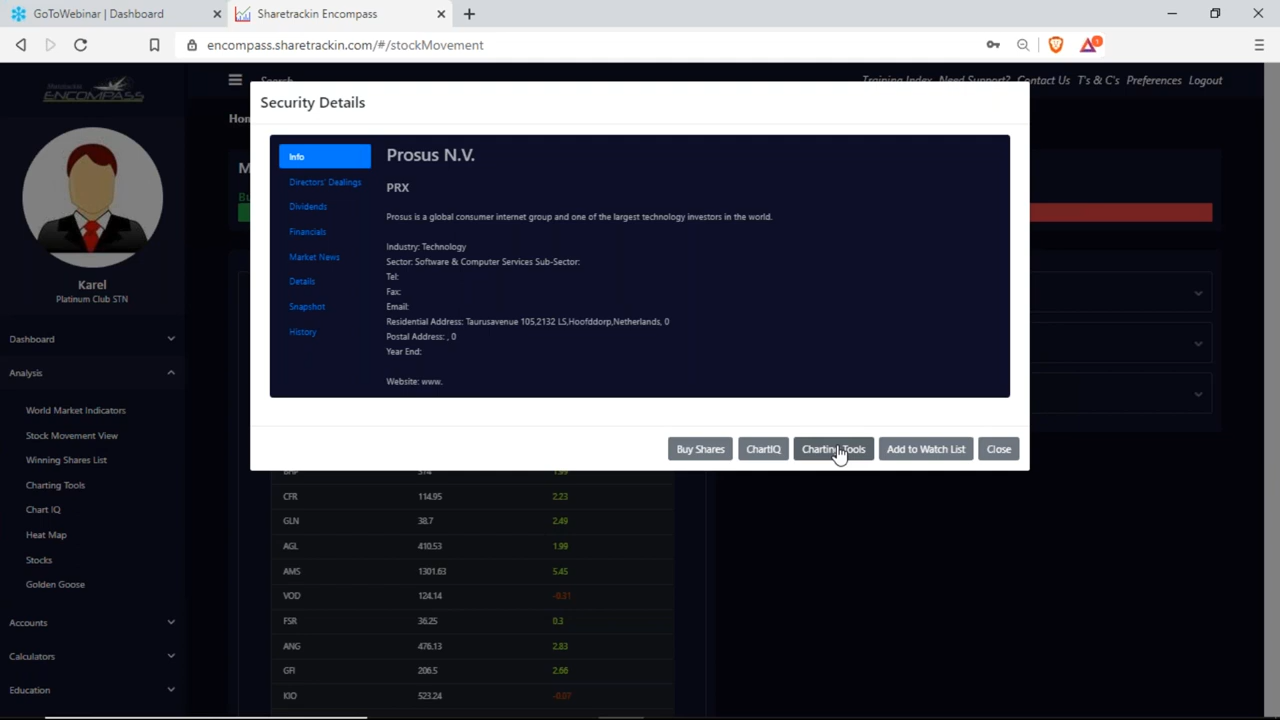 GoToWebinar | Dashboard
Sharetrackin Encompass
encompass.sharetrackin.com/#/stockMovement
Sharetrackin
ENCOMPASS
Search
Training Index Need Support? Contact Us T's & C's Preferences Logout
Security Details
Info
Directors' Dealings
Dividends
Financials
Market News
Details
Snapshot
History
Prosus N.V.
PRX
Prosus is a global consumer internet group and one of the largest technology investors in the world.
Industry: Technology
Sector: Software & Computer Services Sub-Sector:
Tel:
Fax:
Email:
Residential Address: Taurusavenue 105,2132 LS,Hoofddorp,Netherlands, 0
Postal Address: , 0
Year End:
Website: www.
Buy Shares ChartIQ Charting Tools Add to Watch List Close
Karel
Platinum Club STN
Dashboard
Analysis
World Market Indicators
Stock Movement View
Winning Shares List
Charting Tools
Chart IQ
Heat Map
Stocks
Golden Goose
Accounts
Calculators
Education
CFR 114.95 2.23
GLN 38.7 2.49
AGL 410.53 1.99
AMS 1301.63 5.45
VOD 124.14 -0.31
FSR 36.25 0.3
ANG 476.13 2.83
GFI 206.5 2.66
KIO 523.24 -0.07